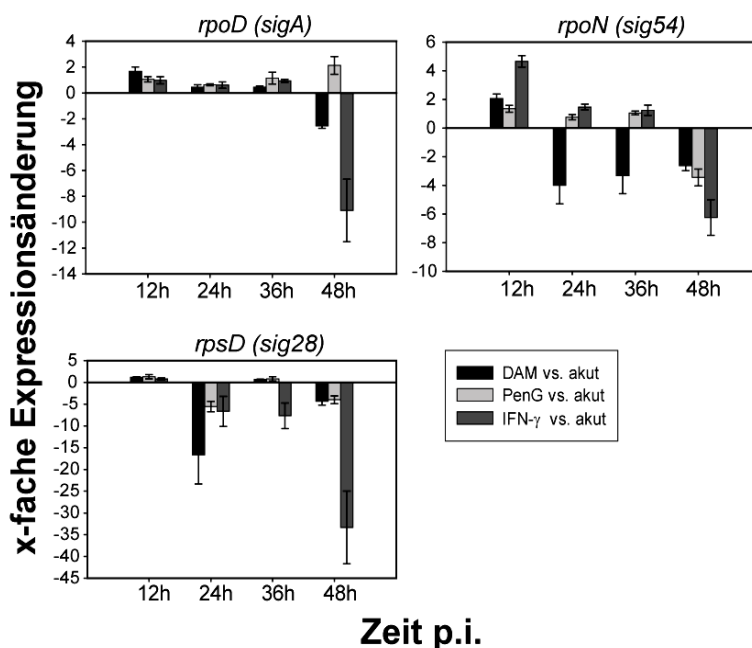 rpoD (sigA)
4
2
0
-2
-4
-6
-8
-10
-12
-14
12h 24h 36h 48h
rpoN (sig54)
6
4
2
0
-2
-4
-6
-8
-10
12h 24h 36h 48h
rpsD (sig28)
5
0
-5
-10
-15
-20
-25
-30
-35
-40
-45
12h 24h 36h 48h
DAM vs. akut
PenG vs. akut
IFN-γ vs. akut
x-fache Expressionsänderung
Zeit p.i.